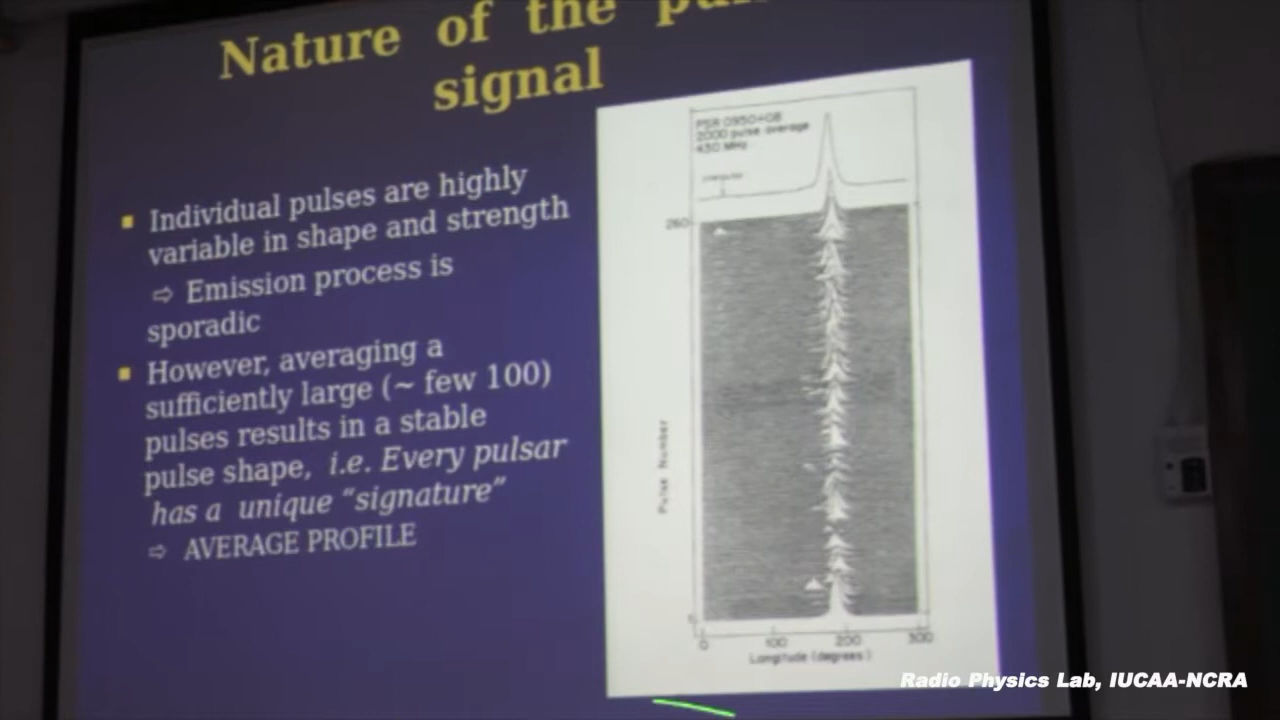 Nature of the
signal
Individual pulses are highly
variable in shape and strength
⇨ Emission process is
sporadic
However, averaging a
sufficiently large (~ few 100)
pulses results in a stable
pulse shape, i.e. Every pulsar
has a unique “signature”
⇨ AVERAGE PROFILE
PSR 0950+08
2000 pulse average
430 MHz
260
Pulse Number
0 100 200 300
Longitude (degrees)
Radio Physics Lab, IUCAA-NCRA